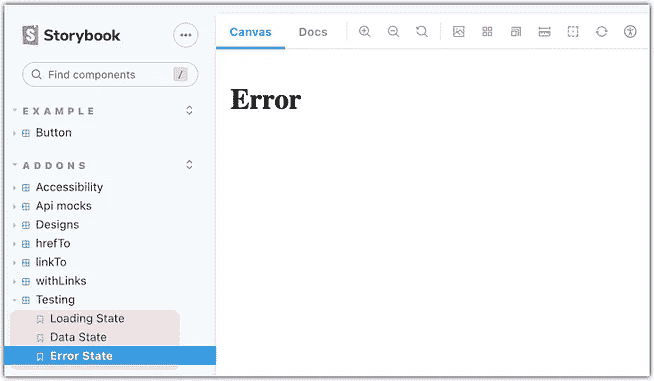 Storybook
Canvas
Docs
Find components
/
Error
EXAMPLE
Button
ADDONS
Accessibility
Api mocks
Designs
hrefTo
linkTo
withLinks
Testing
Loading State
Data State
Error State